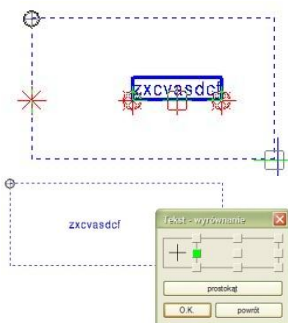 zxcvasdcf
zxcvasdcf
Tekst - wyrównanie
prostokąt
O.K. powrót